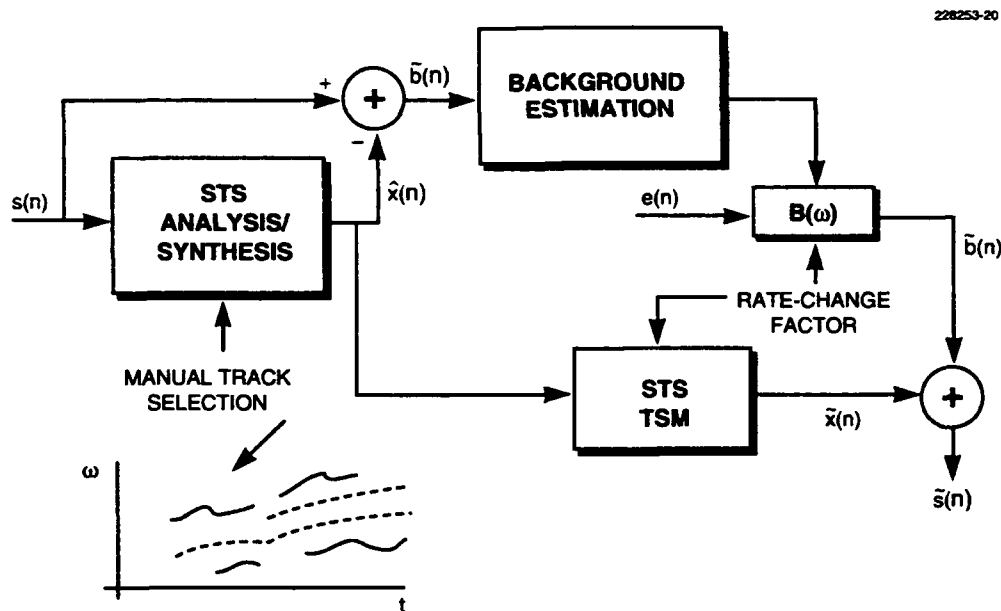 228253-20
+
+
b̃(n)
BACKGROUND
ESTIMATION
−
s(n)
STS
ANALYSIS/
SYNTHESIS
x̂(n)
e(n)
B(ω)
b̃(n)
RATE-CHANGE
FACTOR
MANUAL TRACK
SELECTION
STS
TSM
x̃(n)
+
s̃(n)
ω
t